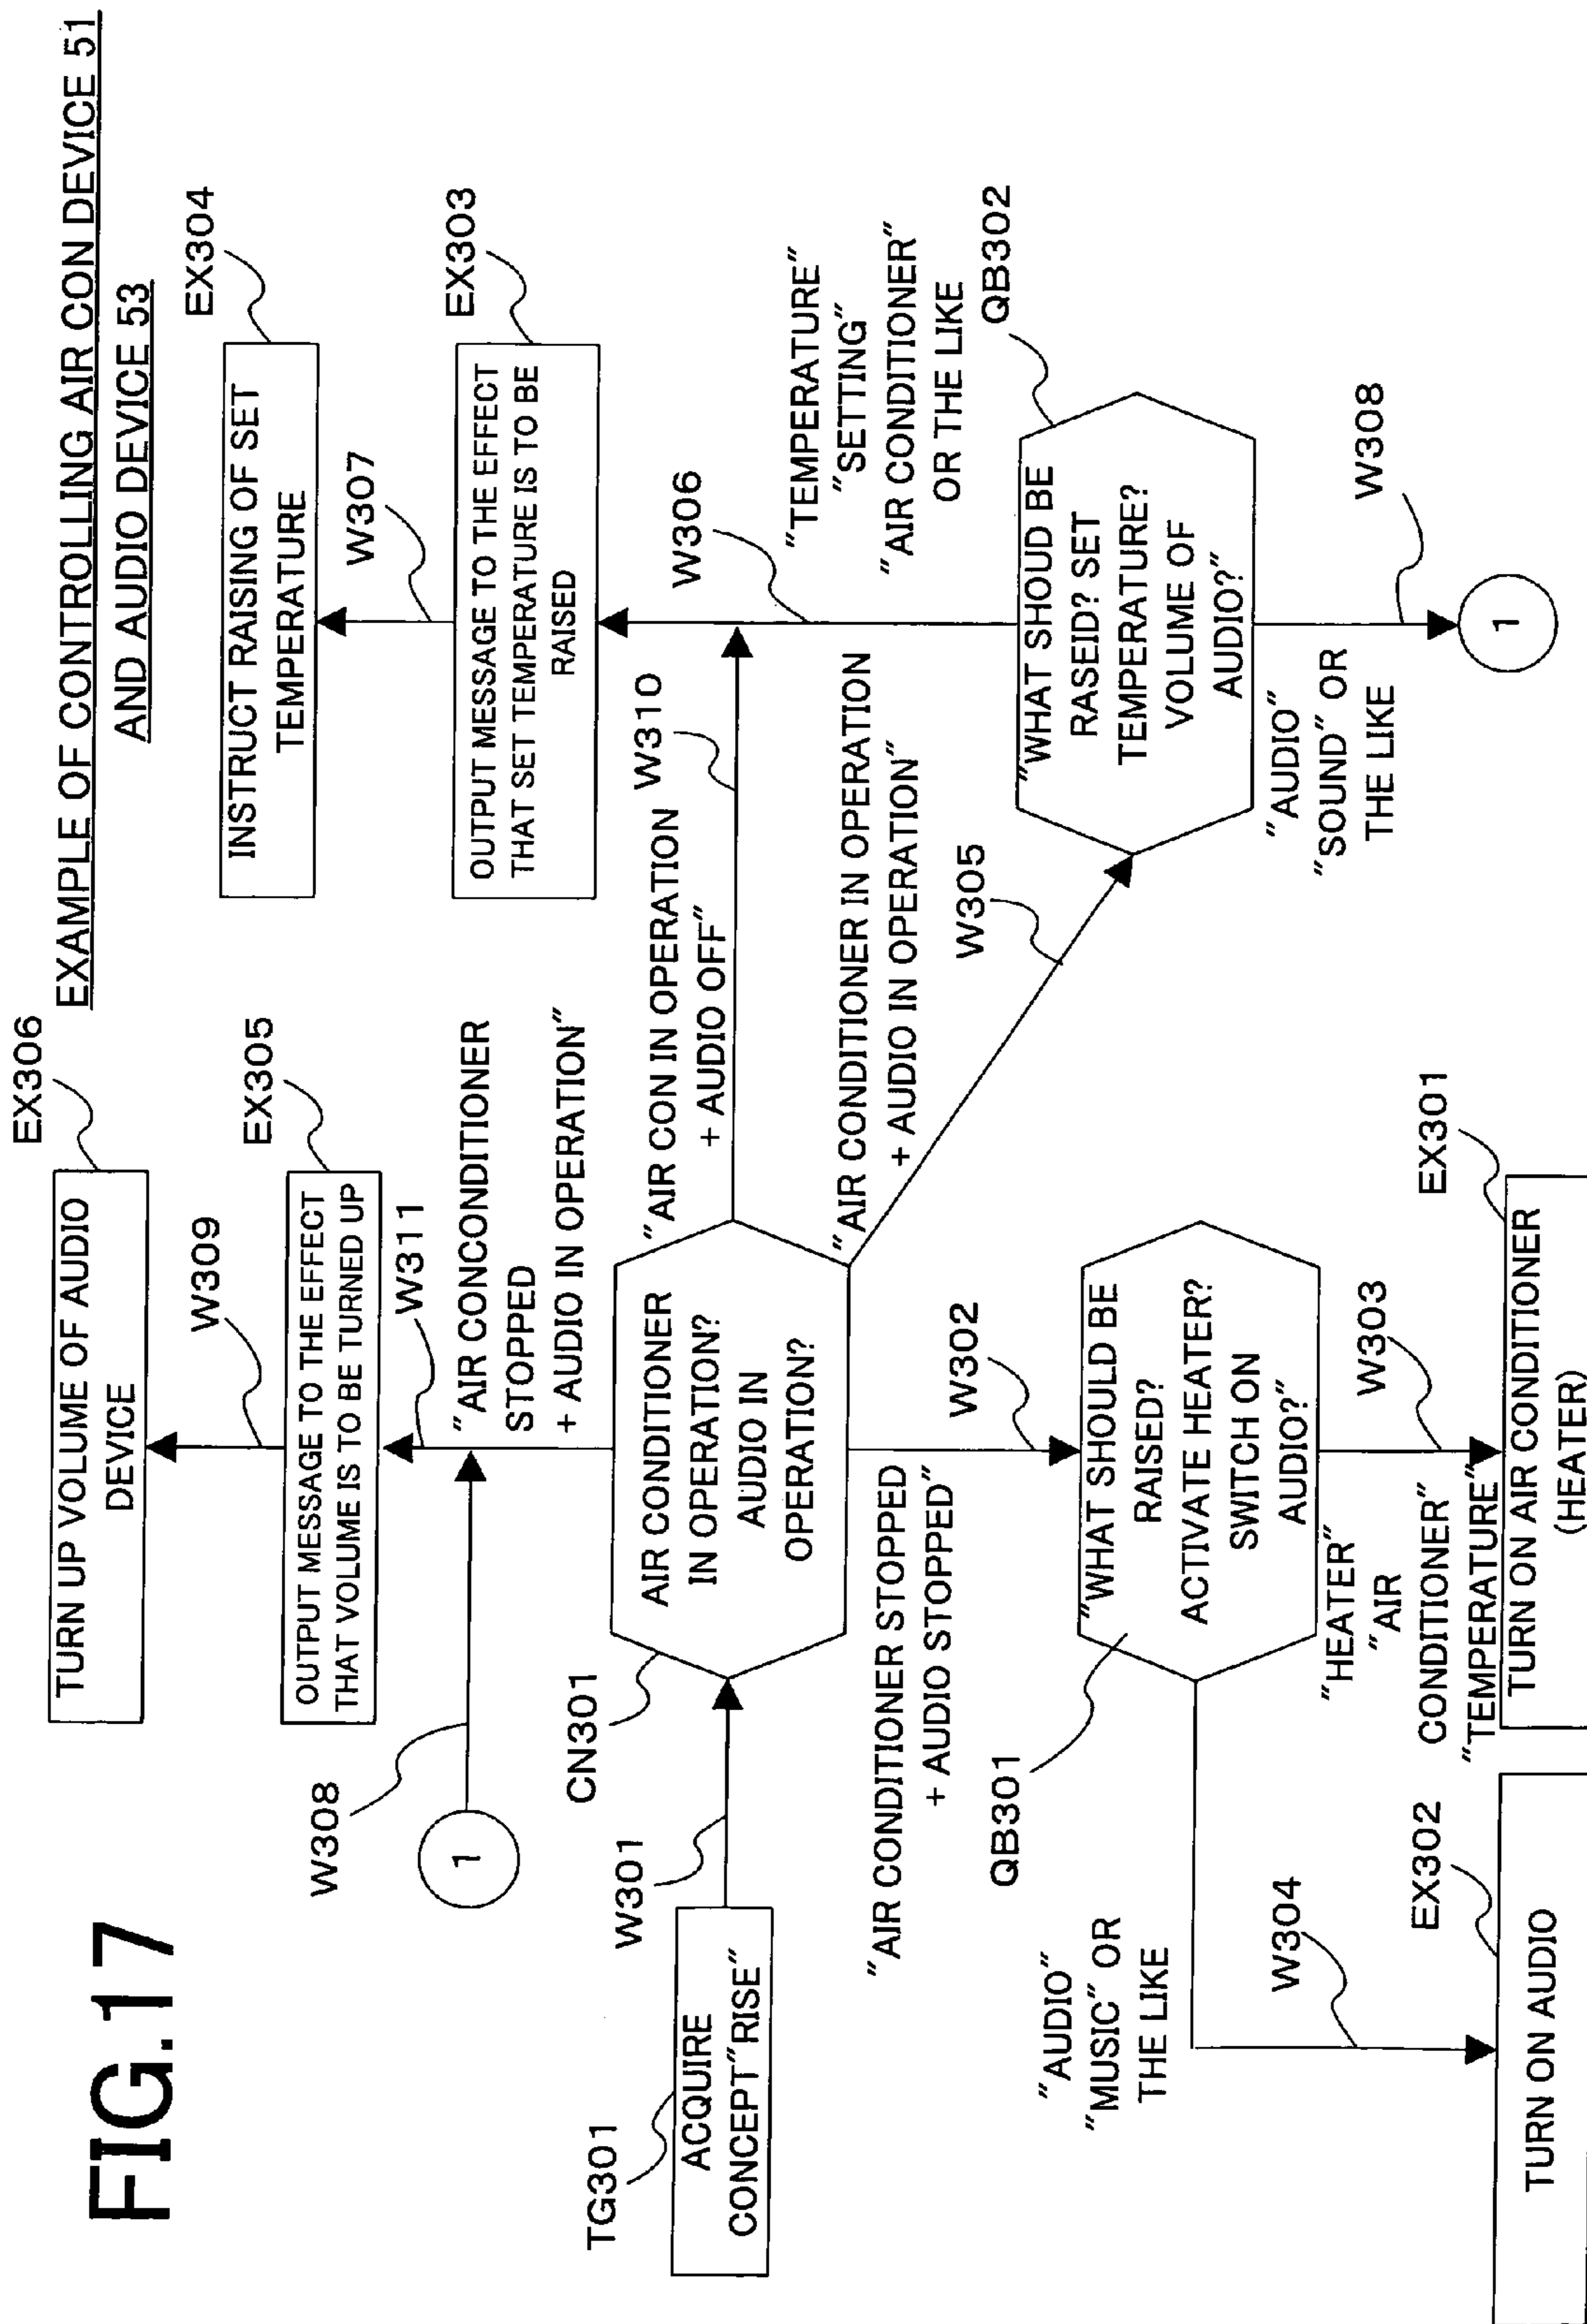 FIG.17
EXAMPLE OF CONTROLLING AIR CON DEVICE 51
AND AUDIO DEVICE 53
EX306
TURN UP VOLUME OF AUDIO
DEVICE
W309
EX305
OUTPUT MESSAGE TO THE EFFECT
THAT VOLUME IS TO BE TURNED UP
W311
"AIR CONCONDITIONER
STOPPED
+ AUDIO IN OPERATION"
W308
1
EX304
INSTRUCT RAISING OF SET
TEMPERATURE
W307
EX303
OUTPUT MESSAGE TO THE EFFECT
THAT SET TEMPERATURE IS TO BE
RAISED
W310
"AIR CON IN OPERATION
+ AUDIO OFF"
W306
"TEMPERATURE"
"SETTING"
"AIR CONDITIONER"
OR THE LIKE
TG301
ACQUIRE
CONCEPT"RISE"
W301
CN301
AIR CONDITIONER
IN OPERATION?
AUDIO IN
OPERATION?
"AIR CONDITIONER IN OPERATION
+ AUDIO IN OPERATION"
W305
QB302
"WHAT SHOUD BE
RASEID? SET
TEMPERATURE?
VOLUME OF
AUDIO?"
"AUDIO"
"SOUND" OR
THE LIKE
W308
1
"AIR CONDITIONER STOPPED
+ AUDIO STOPPED"
W302
QB301
"WHAT SHOULD BE
RAISED?
ACTIVATE HEATER?
SWITCH ON
AUDIO?"
"AUDIO"
"MUSIC" OR
THE LIKE
W304
EX302
TURN ON AUDIO
"HEATER"
"AIR
CONDITIONER"
"TEMPERATURE"
W303
EX301
TURN ON AIR CONDITIONER
(HEATER)